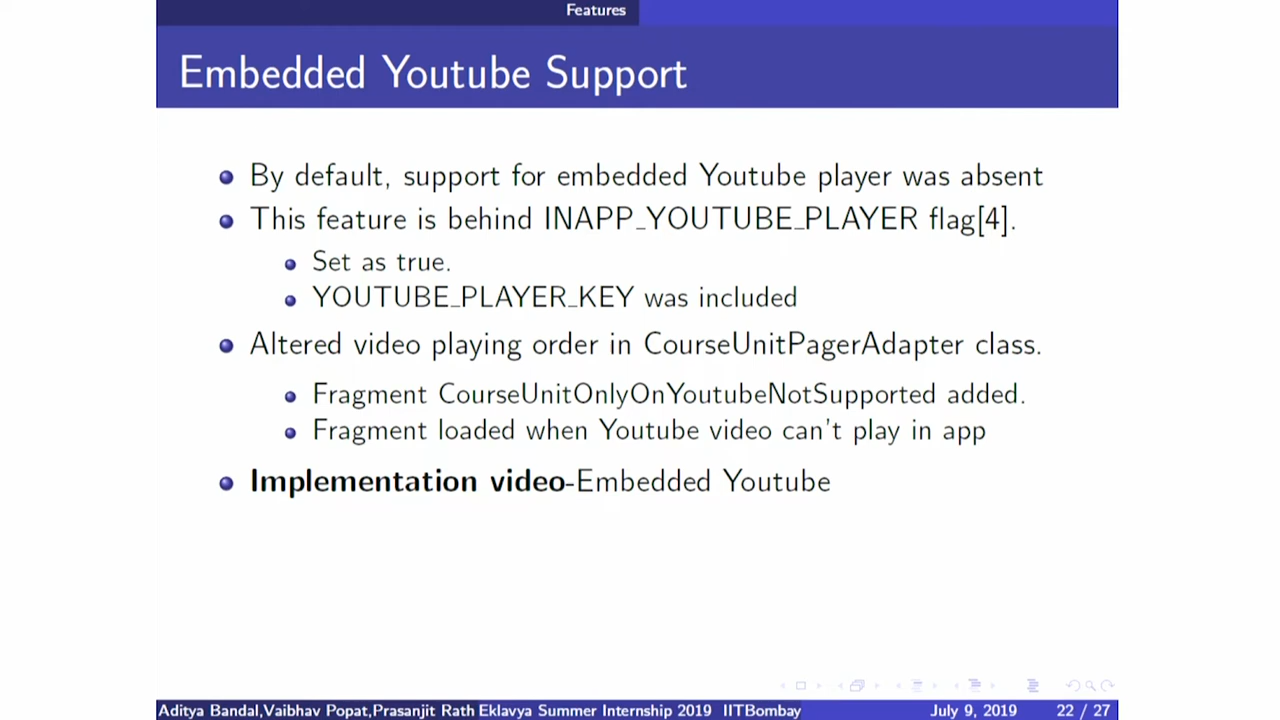 Features
Embedded Youtube Support
By default, support for embedded Youtube player was absent
This feature is behind INAPP_YOUTUBE_PLAYER flag[4].
Set as true.
YOUTUBE_PLAYER_KEY was included
Altered video playing order in CourseUnitPagerAdapter class.
Fragment CourseUnitOnlyOnYoutubeNotSupported added.
Fragment loaded when Youtube video can't play in app
Implementation video-Embedded Youtube
Aditya Bandal,Vaibhav Popat,Prasanjit Rath Eklavya Summer Internship 2019 IITBombay July 9, 2019 22 / 27